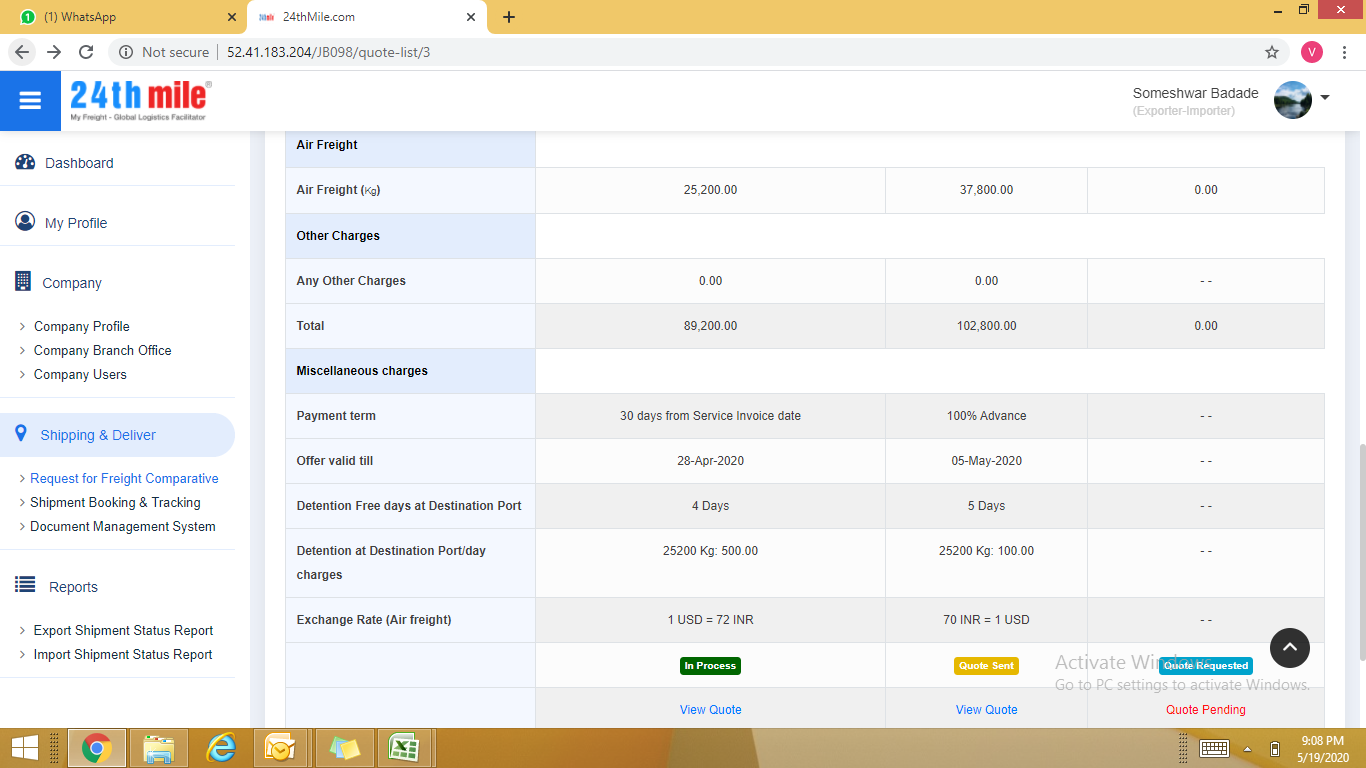 (1) WhatsApp
24thMile.com
Not secure 52.41.183.204/JB098/quote-list/3
V
24th mile®
My Freight - Global Logistics Facilitator
Someshwar Badade
(Exporter-Importer)
Dashboard
My Profile
Company
Company Profile
Company Branch Office
Company Users
Shipping & Deliver
Request for Freight Comparative
Shipment Booking & Tracking
Document Management System
Reports
Export Shipment Status Report
Import Shipment Status Report
Air Freight
Air Freight (Kg) 25,200.00 37,800.00 0.00
Other Charges
Any Other Charges 0.00 0.00 - -
Total 89,200.00 102,800.00 0.00
Miscellaneous charges
Payment term 30 days from Service Invoice date 100% Advance - -
Offer valid till 28-Apr-2020 05-May-2020 - -
Detention Free days at Destination Port 4 Days 5 Days - -
Detention at Destination Port/day 25200 Kg: 500.00 25200 Kg: 100.00 - -
charges
Exchange Rate (Air freight) 1 USD = 72 INR 70 INR = 1 USD - -
In Process Quote Sent Quote Requested
View Quote View Quote Quote Pending
Activate Windows
Go to PC settings to activate Windows.
9:08 PM
5/19/2020